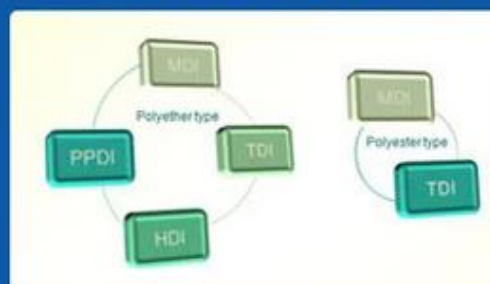 MDI
Polyether type
PPDI
TDI
HDI
MDI
Polyester type
TDI